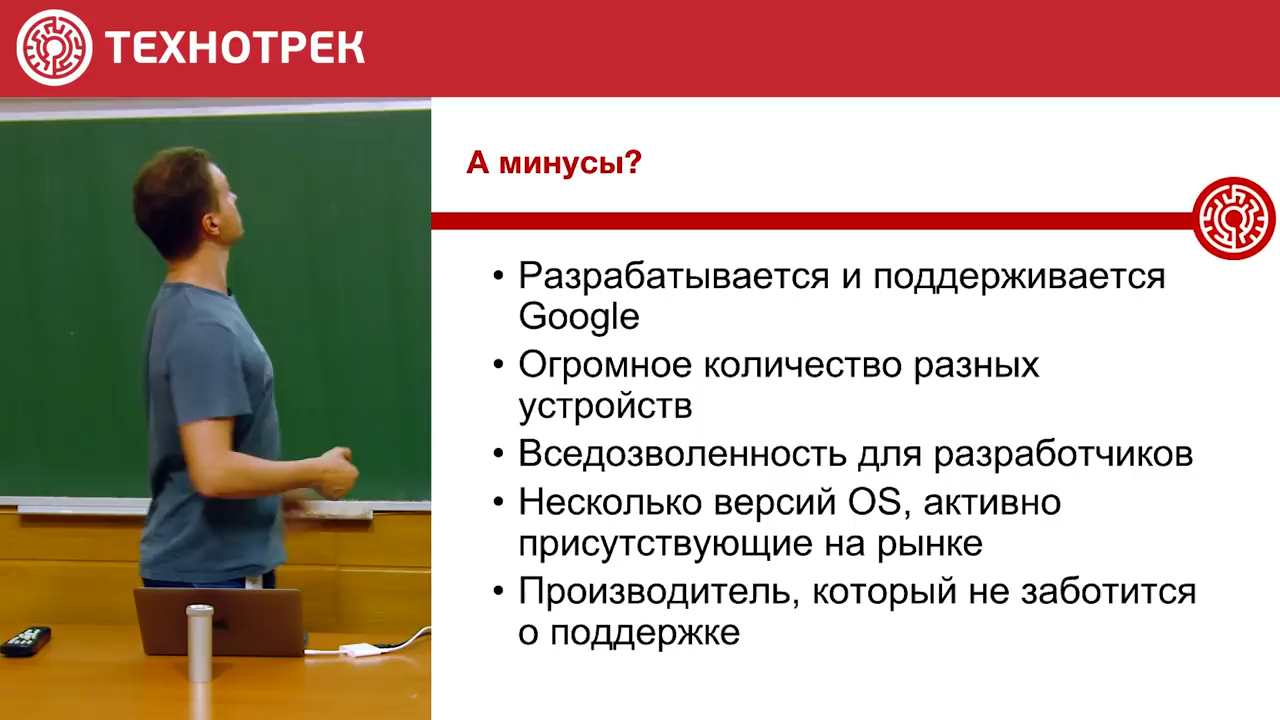 ТЕХНОТРЕК
А минусы?
• Разрабатывается и поддерживается
Google
• Огромное количество разных
устройств
• Вседозволенность для разработчиков
• Несколько версий OS, активно
присутствующие на рынке
• Производитель, который не заботится
о поддержке